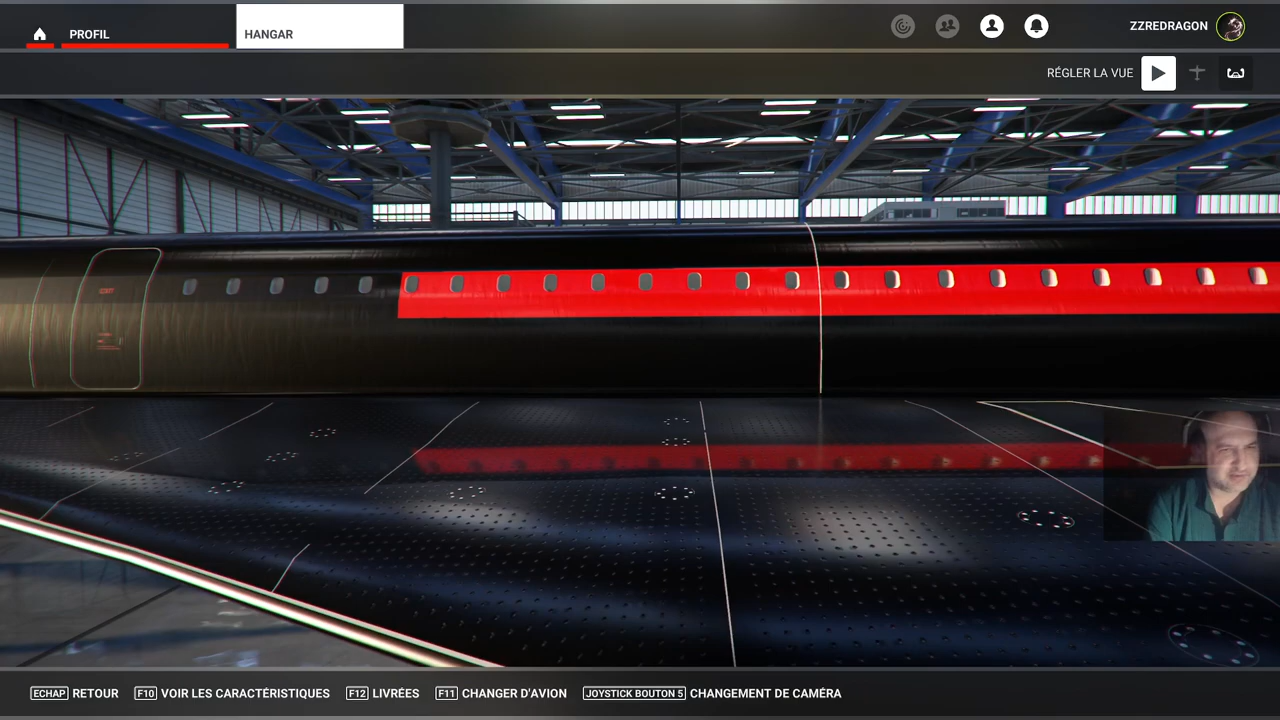 PROFIL
HANGAR
ZZREDRAGON
RÉGLER LA VUE
ECHAP RETOUR
F10 VOIR LES CARACTÉRISTIQUES
F12 LIVRÉES
F11 CHANGER D'AVION
JOYSTICK BOUTON 5 CHANGEMENT DE CAMÉRA